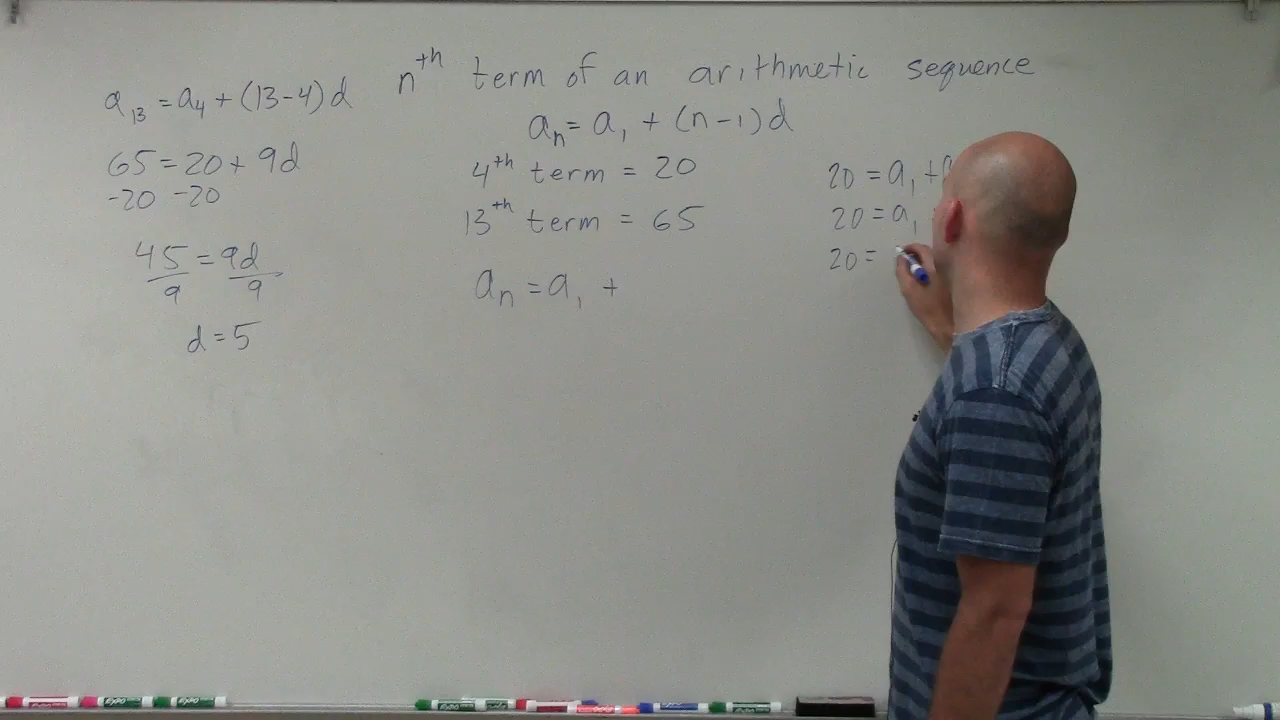 nᵗʰ term of an arithmetic sequence
aₙ = a₁ + (n-1)d
4ᵗʰ term = 20
13ᵗʰ term = 65
aₙ = a₁ +
a₁₃ = a₄ + (13-4)d
65 = 20 + 9d
-20 -20
45 = 9d
9 9
d = 5
20 = a₁ +
20 = a₁
20 =